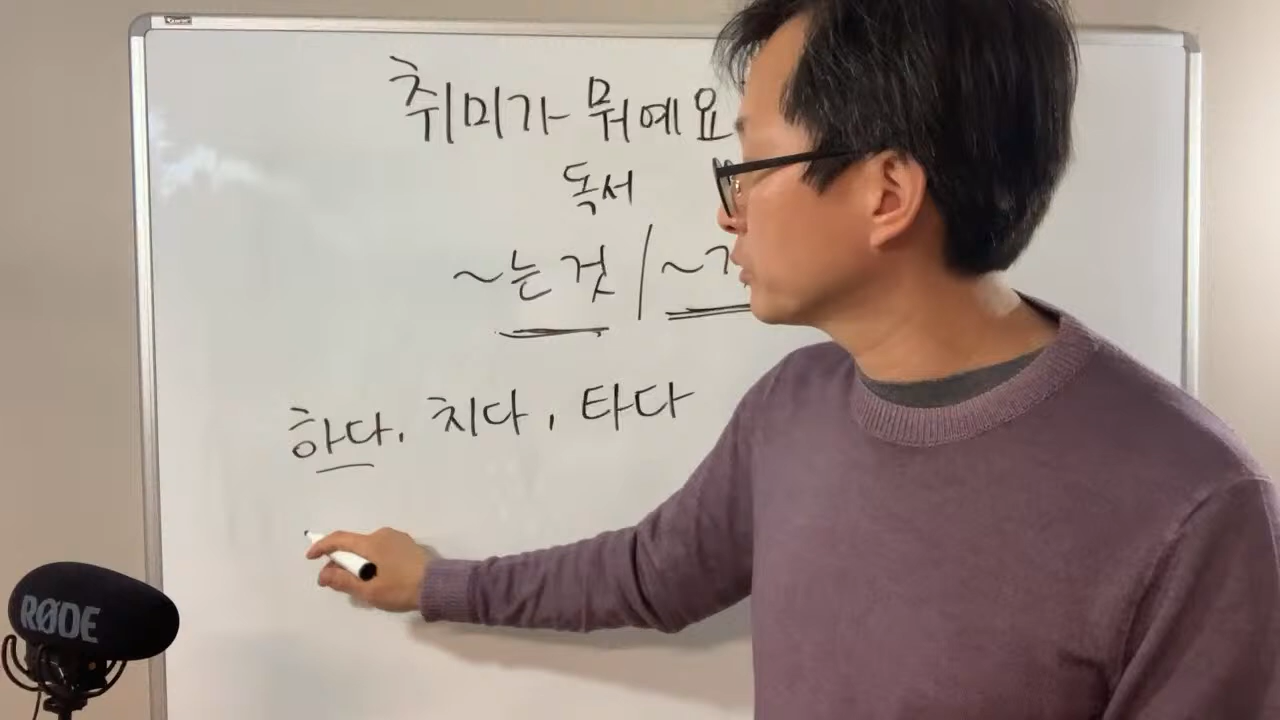 취미가 뭐예요
독서
~는 것 / ~
하다, 치다, 타다
RØDE